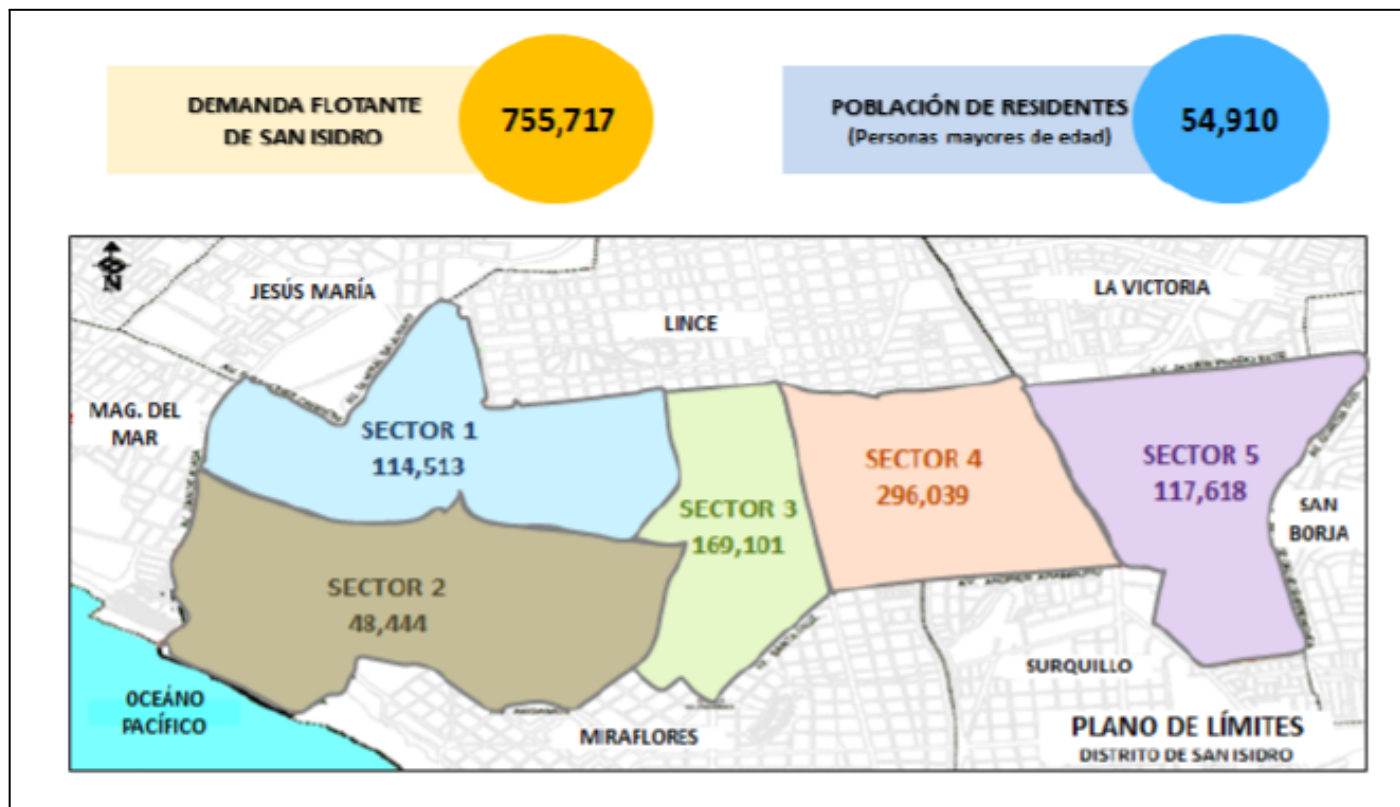 DEMANDA FLOTANTE
DE SAN ISIDRO
755,717
POBLACIÓN DE RESIDENTES
(Personas mayores de edad)
54,910
N
JESÚS MARÍA
LINCE
LA VICTORIA
MAG. DEL
MAR
SECTOR 1
114,513
SECTOR 2
48,444
SECTOR 3
169,101
SECTOR 4
296,039
SECTOR 5
117,618
SAN
BORJA
AV. SANTA CRUZ
SURQUILLO
MIRAFLORES
OCEÁNO
PACÍFICO
PLANO DE LÍMITES
DISTRITO DE SAN ISIDRO